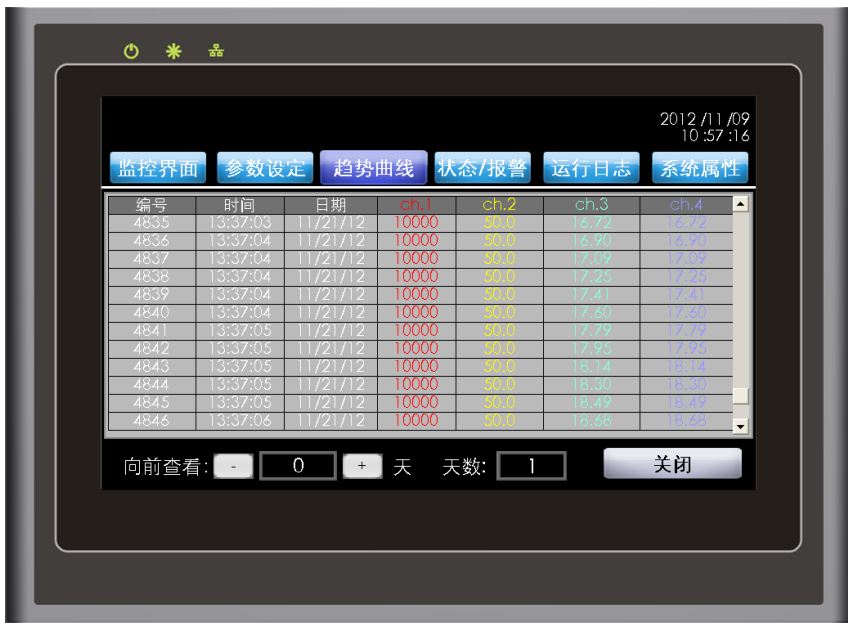 2012 /11 /09
10 :57 :16
监控界面 参数设定 趋势曲线 状态/报警 运行日志 系统属性
编号 时间 日期 ch.1 ch.2 ch.3 ch.4
4835 13:37:03 11/21/12 10000 50.0 16.72 16.72
4836 13:37:04 11/21/12 10000 50.0 16.90 16.90
4837 13:37:04 11/21/12 10000 50.0 17.09 17.09
4838 13:37:04 11/21/12 10000 50.0 17.25 17.25
4839 13:37:04 11/21/12 10000 50.0 17.41 17.41
4840 13:37:04 11/21/12 10000 50.0 17.60 17.60
4841 13:37:05 11/21/12 10000 50.0 17.79 17.79
4842 13:37:05 11/21/12 10000 50.0 17.95 17.95
4843 13:37:05 11/21/12 10000 50.0 18.14 18.14
4844 13:37:05 11/21/12 10000 50.0 18.30 18.30
4845 13:37:05 11/21/12 10000 50.0 18.49 18.49
4846 13:37:06 11/21/12 10000 50.0 18.68 18.68
向前查看: - 0 + 天 天数: 1 关闭